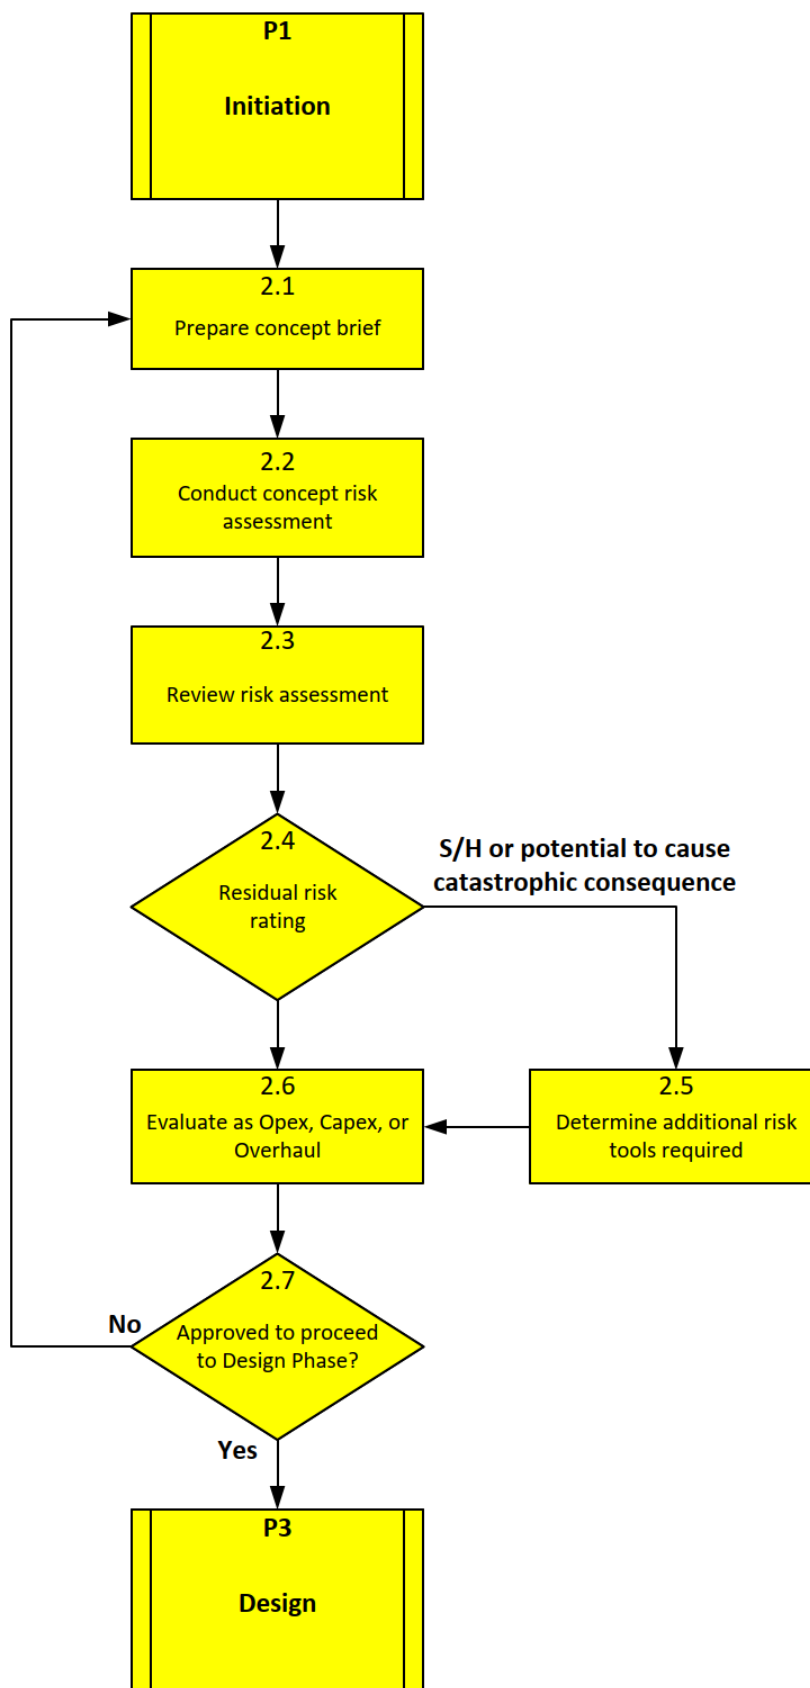 P1
Initiation
2.1
Prepare concept brief
2.2
Conduct concept risk
assessment
2.3
Review risk assessment
2.4
Residual risk
rating
S/H or potential to cause
catastrophic consequence
2.5
Determine additional risk
tools required
2.6
Evaluate as Opex, Capex, or
Overhaul
2.7
Approved to proceed
to Design Phase?
No
Yes
P3
Design